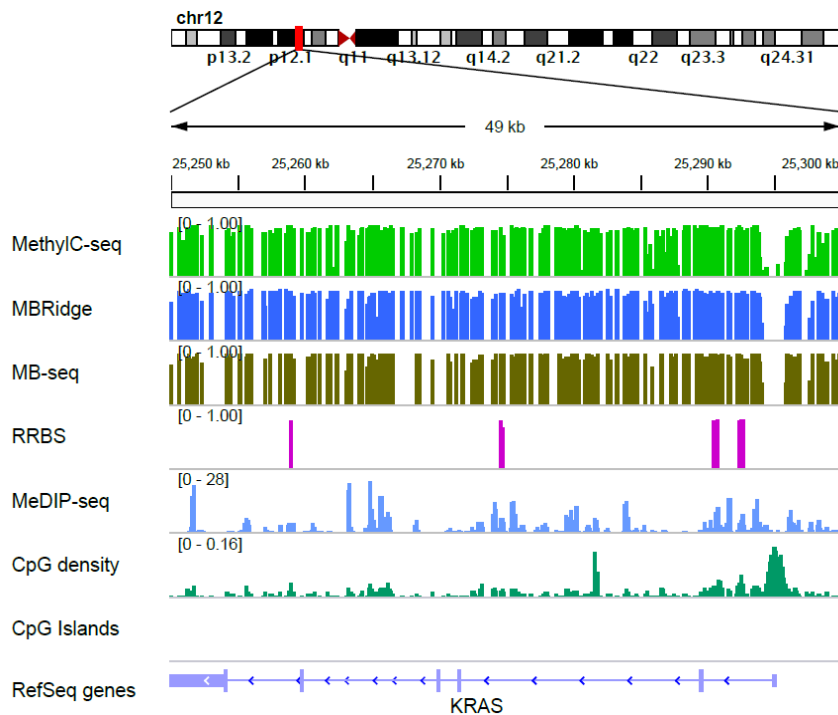 chr12
p13.2 p12.1 q11 q13.12 q14.2 q21.2 q22 q23.3 q24.31
49 kb
25,250 kb 25,260 kb 25,270 kb 25,280 kb 25,290 kb 25,300 kb
[0 - 1.00]
MethylC-seq
[0 - 1.00]
MBRidge
[0 - 1.00]
MB-seq
[0 - 1.00]
RRBS
[0 - 28]
MeDIP-seq
[0 - 0.16]
CpG density
CpG Islands
RefSeq genes
KRAS